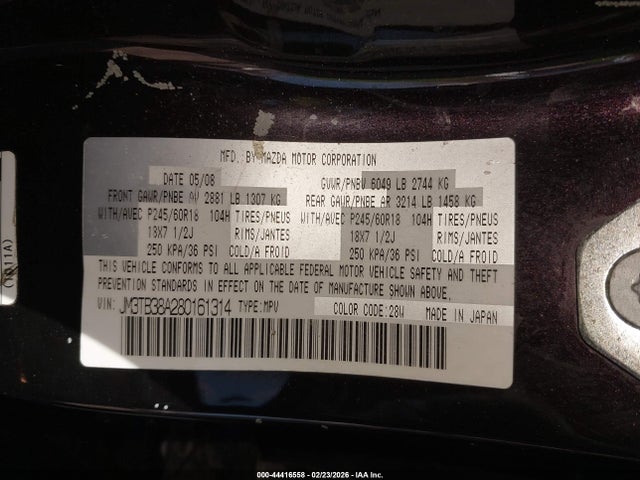 MFD. BY MAZDA MOTOR CORPORATION
DATE 05/08 GVWR/PNBV 6049 LB 2744 KG
FRONT GAWR/PNBE AV 2881 LB 1307 KG REAR GAWR/PNBE AR 3214 LB 1458 KG
WITH/AVEC P245/60R18 104H TIRES/PNEUS WITH/AVEC P245/60R18 104H TIRES/PNEUS
18X7 1/2J RIMS/JANTES 18X7 1/2J RIMS/JANTES
250 KPA/36 PSI COLD/A FROID 250 KPA/36 PSI COLD/A FROID
THIS VEHICLE CONFORMS TO ALL APPLICABLE FEDERAL MOTOR VEHICLE SAFETY AND THEFT
PREVENTION STANDARDS IN EFFECT ON THE DATE OF MANUFACTURE SHOWN ABOVE.
VIN: JM3TB38A280161314 TYPE:MPV COLOR CODE:28W MADE IN JAPAN
000-44416558 - 02/23/2026 - IAA Inc.